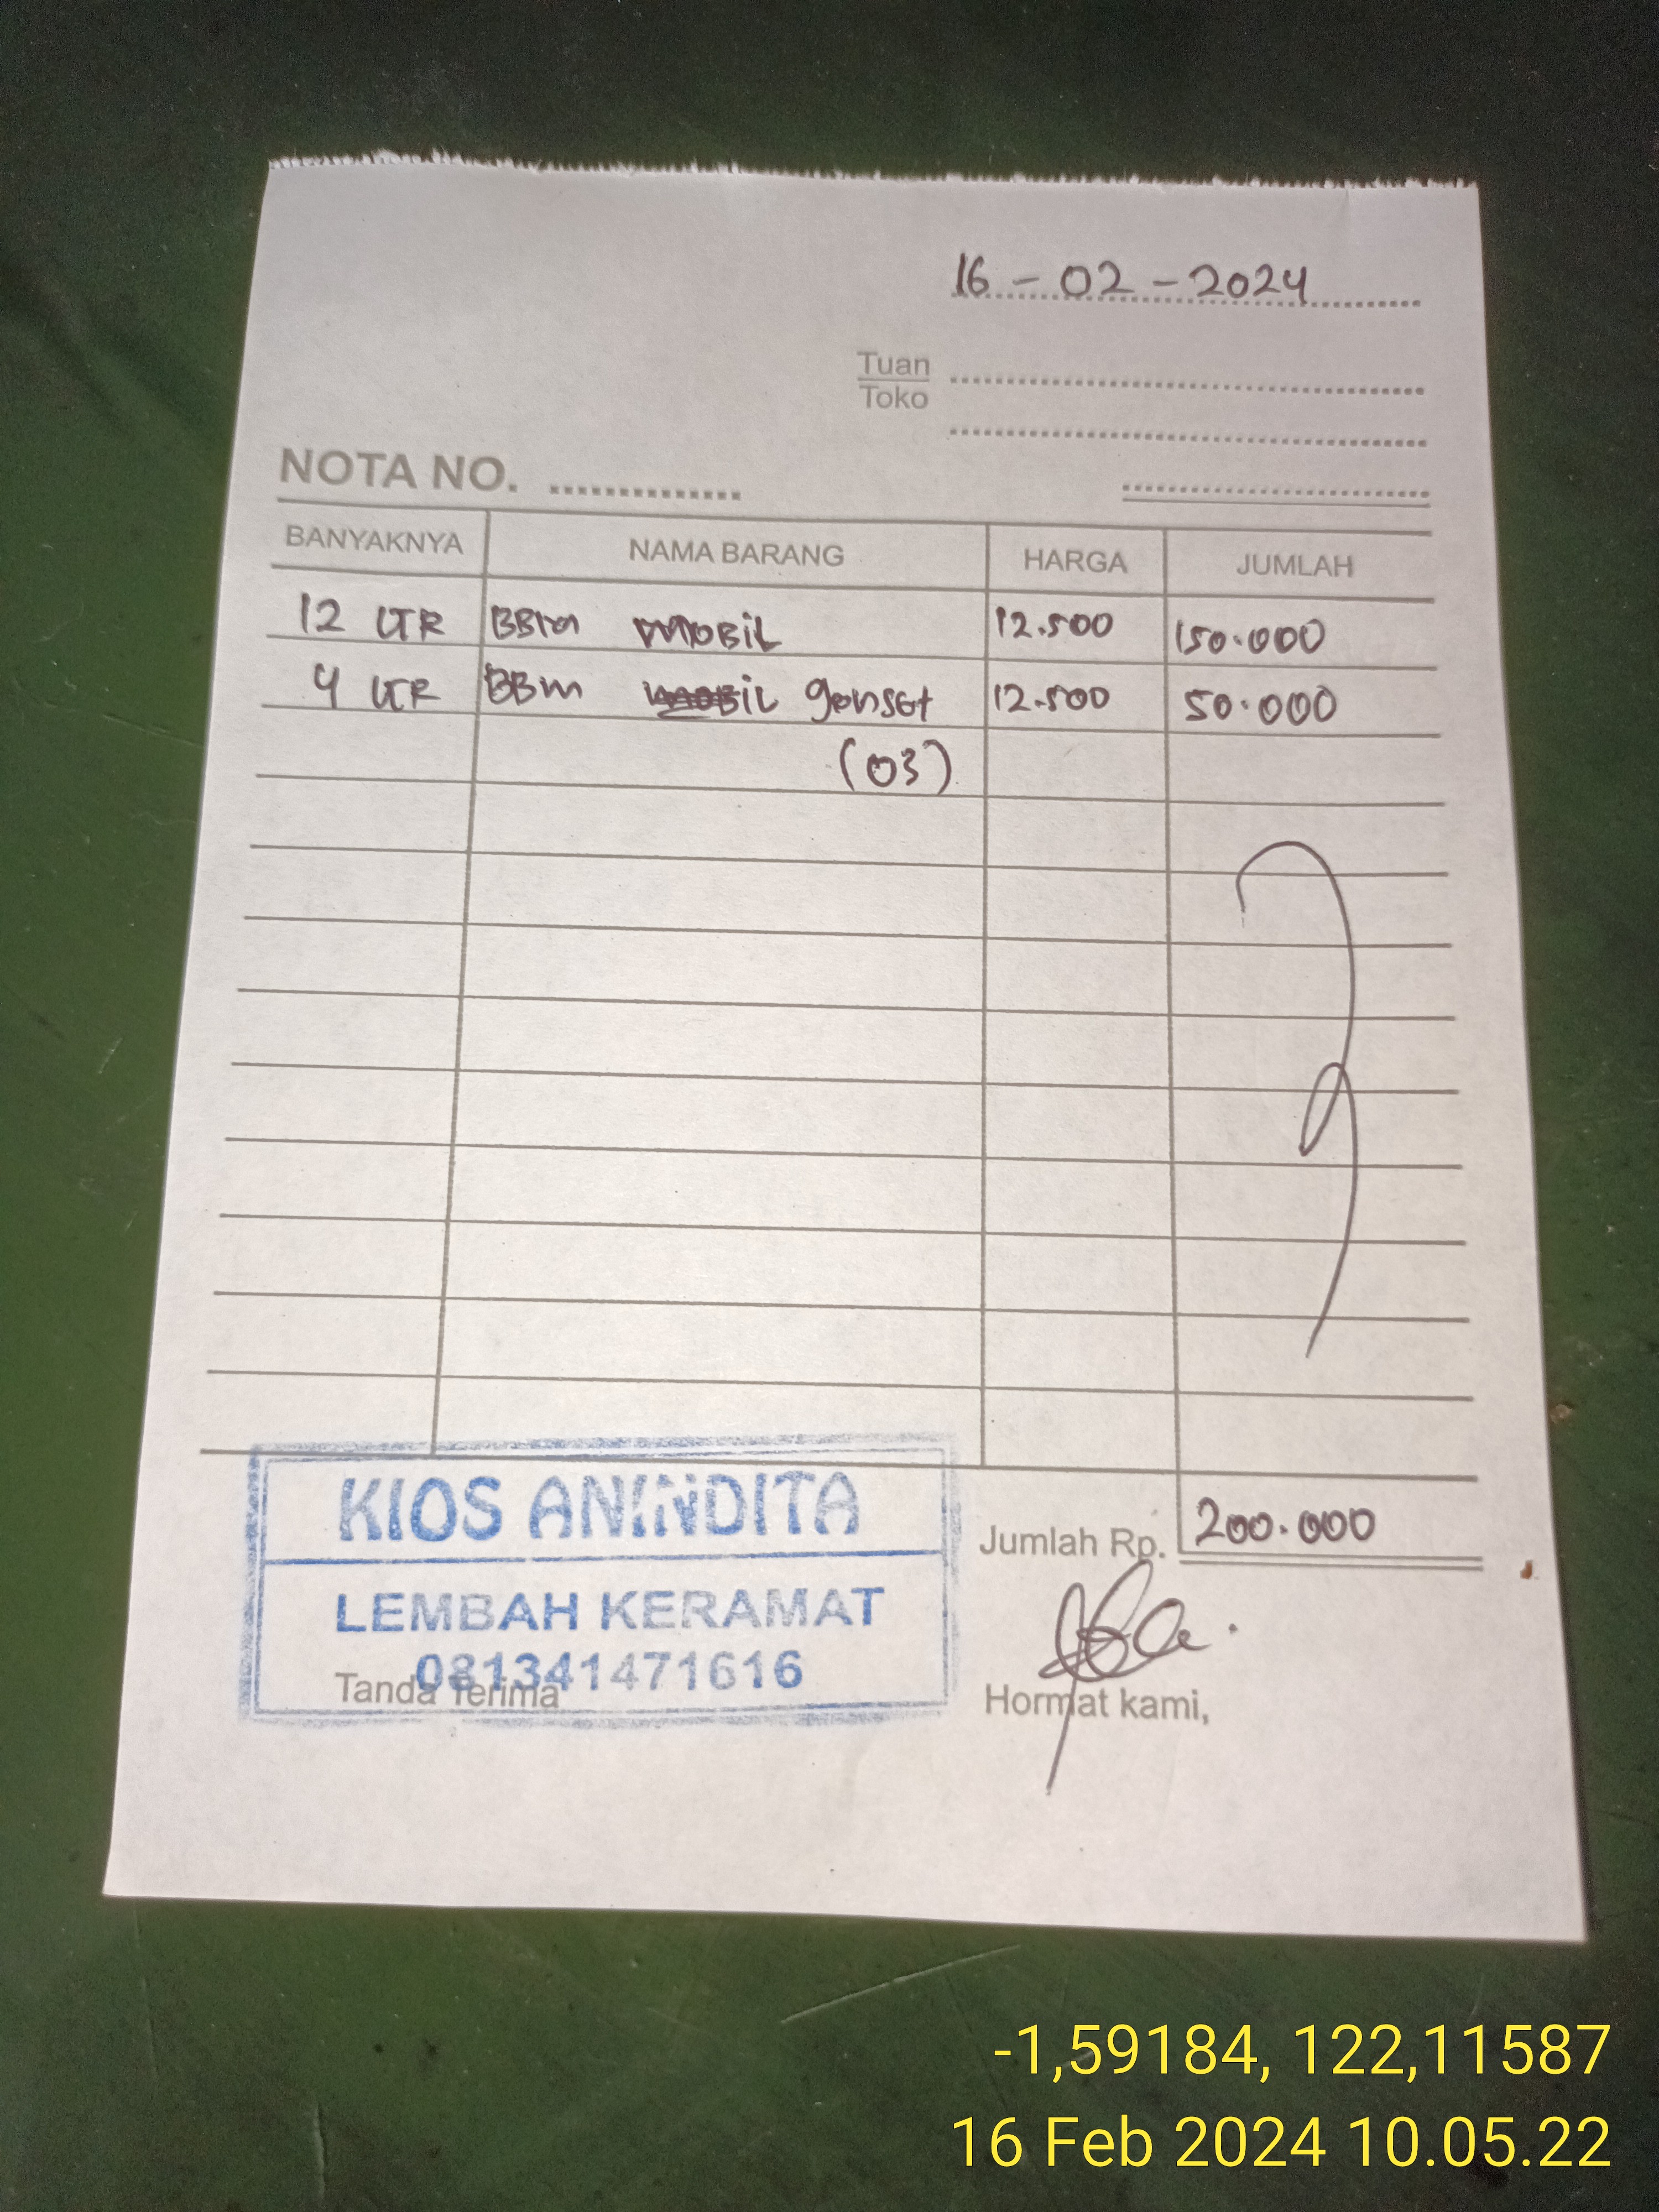 16 - 02 - 2024
Tuan
Toko
NOTA NO.
BANYAKNYA NAMA BARANG HARGA JUMLAH
12 LTR BBM MOBIL 12.500 150.000
4 LTR BBM genset 12.500 50.000
(03)
KIOS ANINDITA
Jumlah Rp. 200.000
LEMBAH KERAMAT
081341471616
Tanda Terima
Hormat kami,
-1,59184, 122,11587
16 Feb 2024 10.05.22